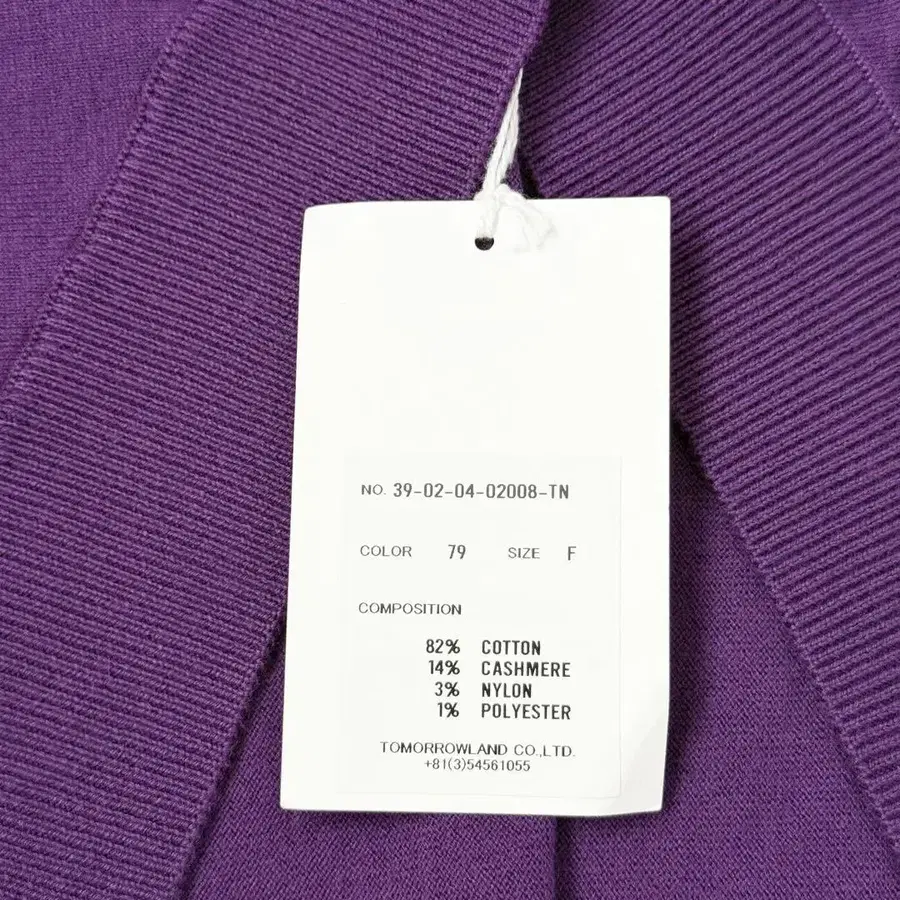 NO. 39-02-04-02008-TN
COLOR 79 SIZE F
COMPOSITION
82% COTTON
14% CASHMERE
3% NYLON
1% POLYESTER
TOMORROWLAND CO.,LTD.
+81(3)54561055